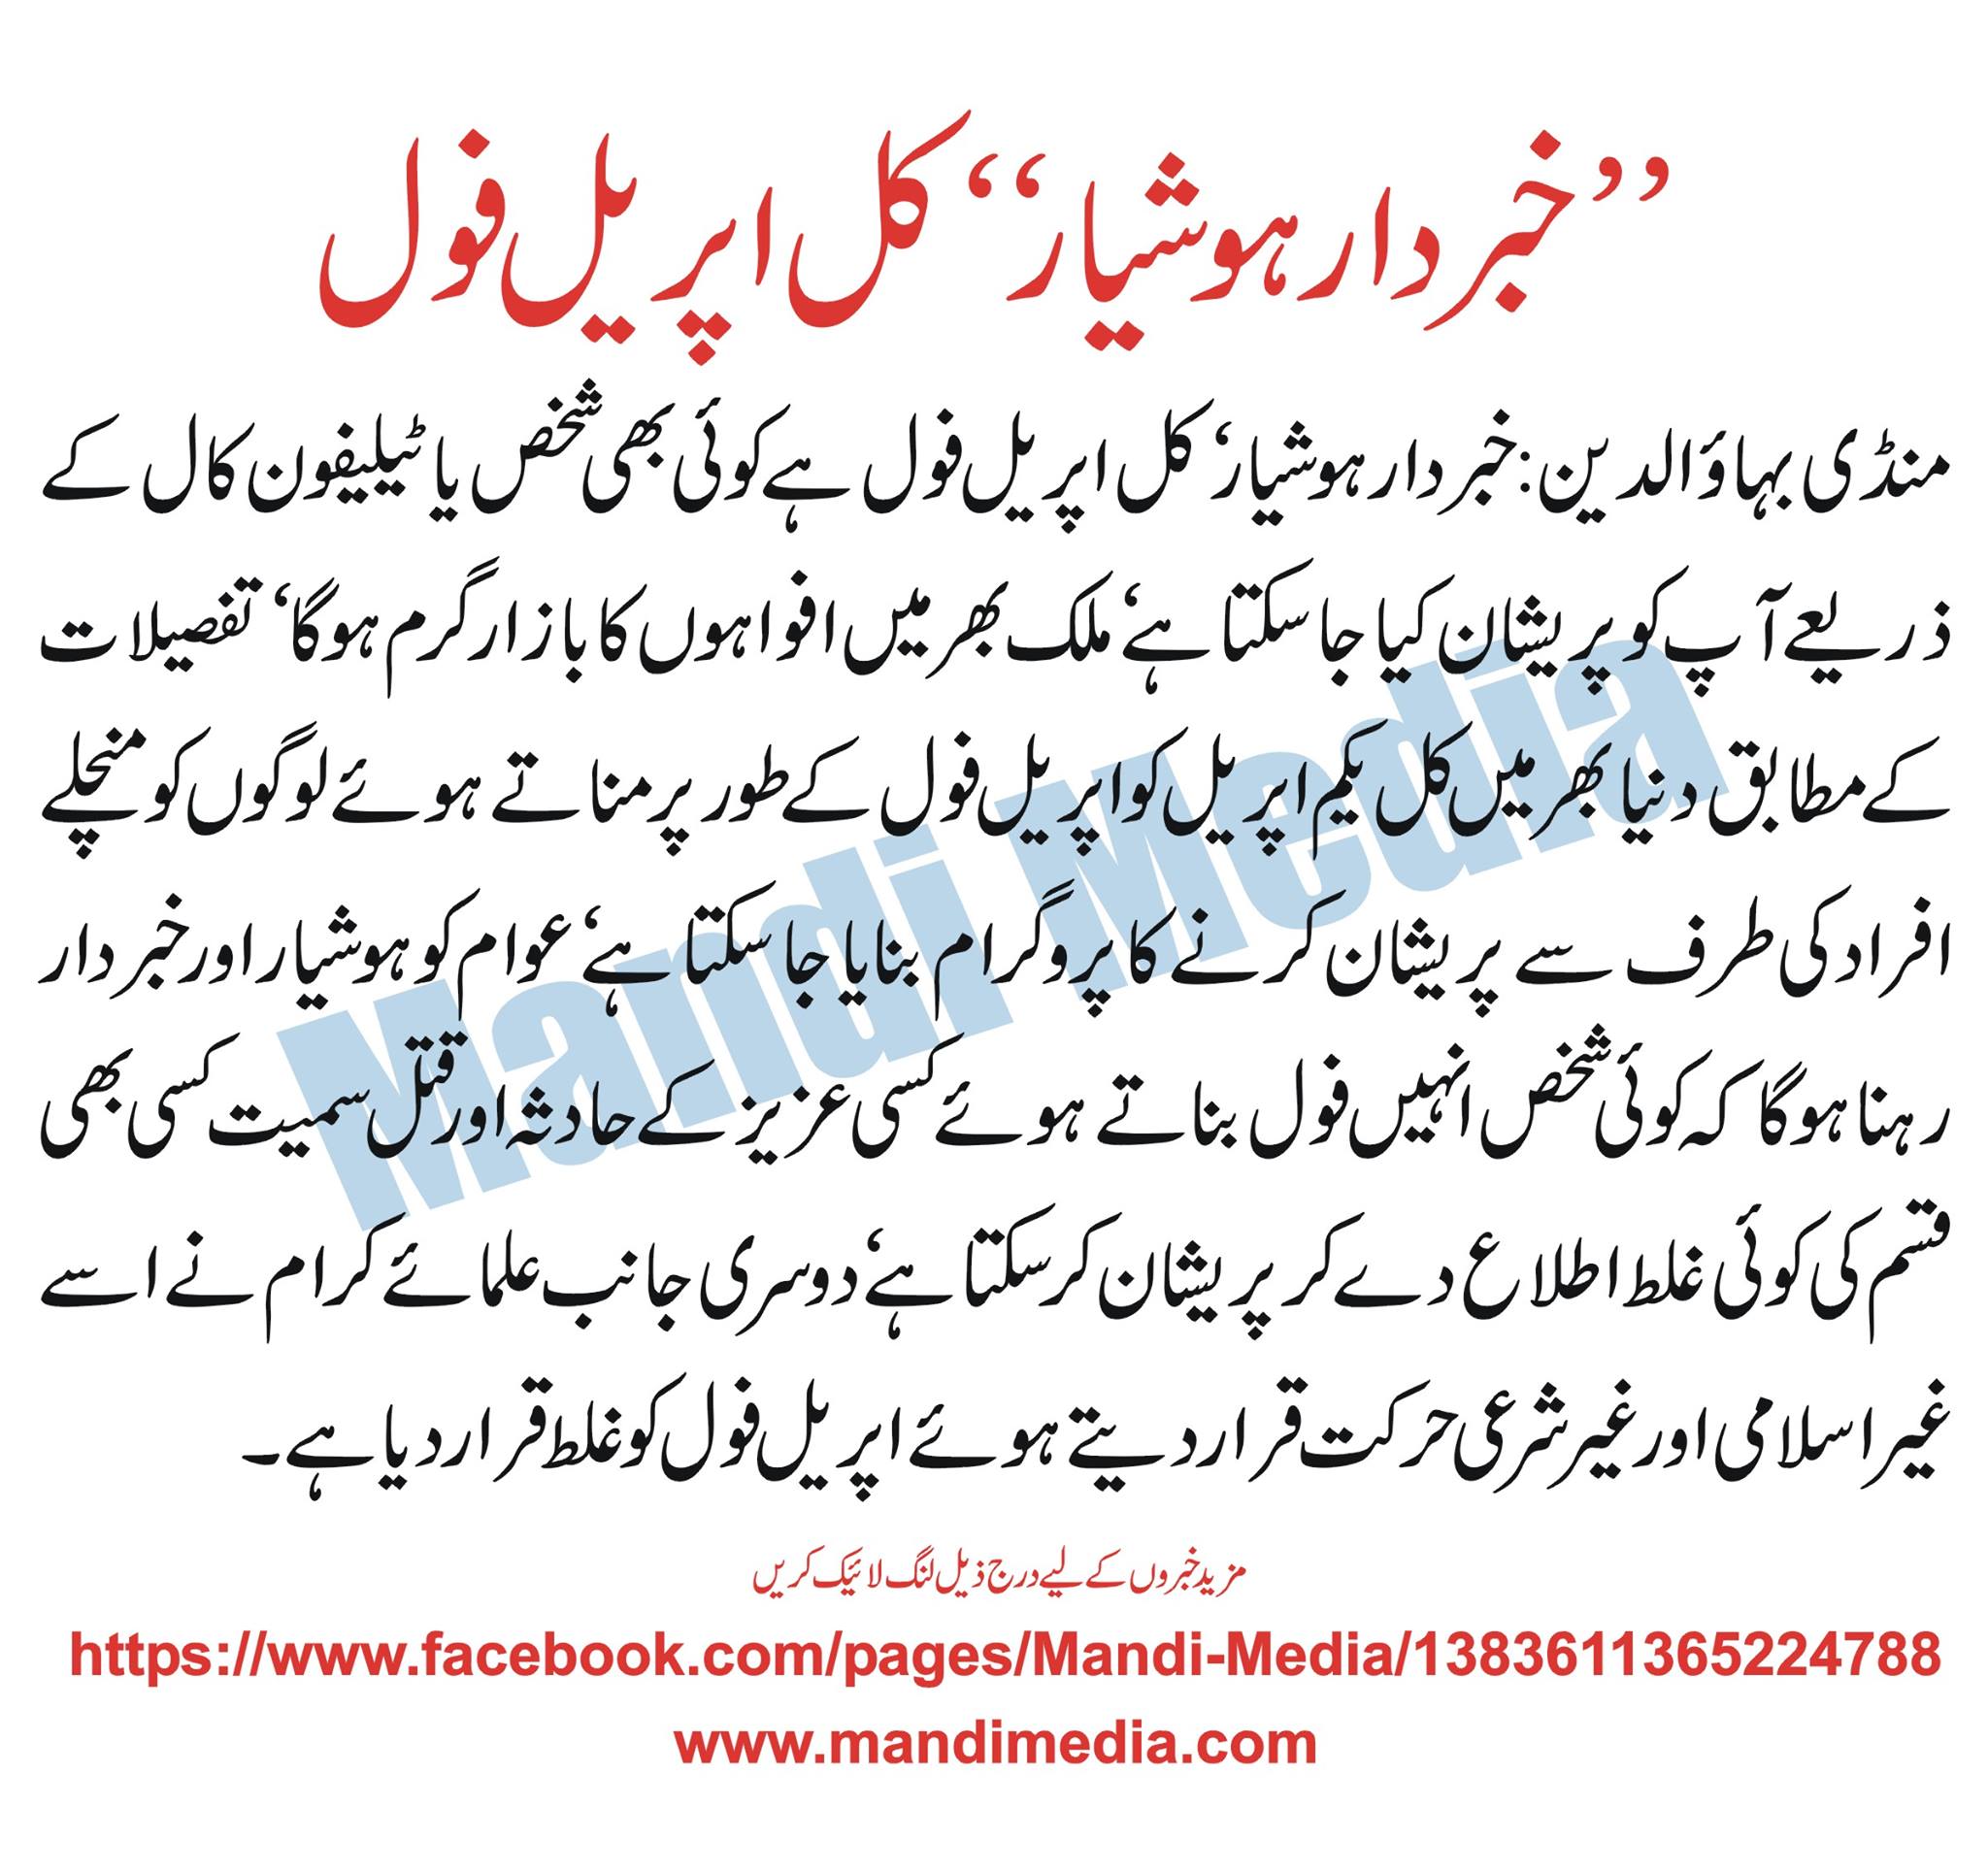 ”خبردار ہوشیار“ کل اپریل فول
منڈی بہاؤالدین: خبردار ہوشیار‘ کل اپریل فول ہے کوئی بھی شخص یا ٹیلیفون کال کے
ذریعے آپ کو پریشان کیا جا سکتا ہے‘ ملک بھر میں افواہوں کا بازار گرم ہوگا‘ تفصیلات
کے مطابق دنیا بھر میں کل یکم اپریل کو اپریل فول کے طور پر مناتے ہوئے لوگوں کو منچلے
افراد کی طرف سے پریشان کرنے کا پروگرام بنایا جا سکتا ہے‘ عوام کو ہوشیار اور خبردار
رہنا ہوگا کہ کوئی شخص انہیں فول بناتے ہوئے کسی عزیز کے حادثہ اور قتل سمیت کسی بھی
قسم کی کوئی غلط اطلاع دے کر پریشان کر سکتا ہے‘ دوسری جانب علمائے کرام نے اسے
غیر اسلامی اور غیر شرعی حرکت قرار دیتے ہوئے اپریل فول کو غلط قرار دیا ہے۔
مزید خبروں کے لیے درج ذیل لنگ لائیک کریں
https://www.facebook.com/pages/Mandi-Media/1383611365224788
www.mandimedia.com
Mandi Media